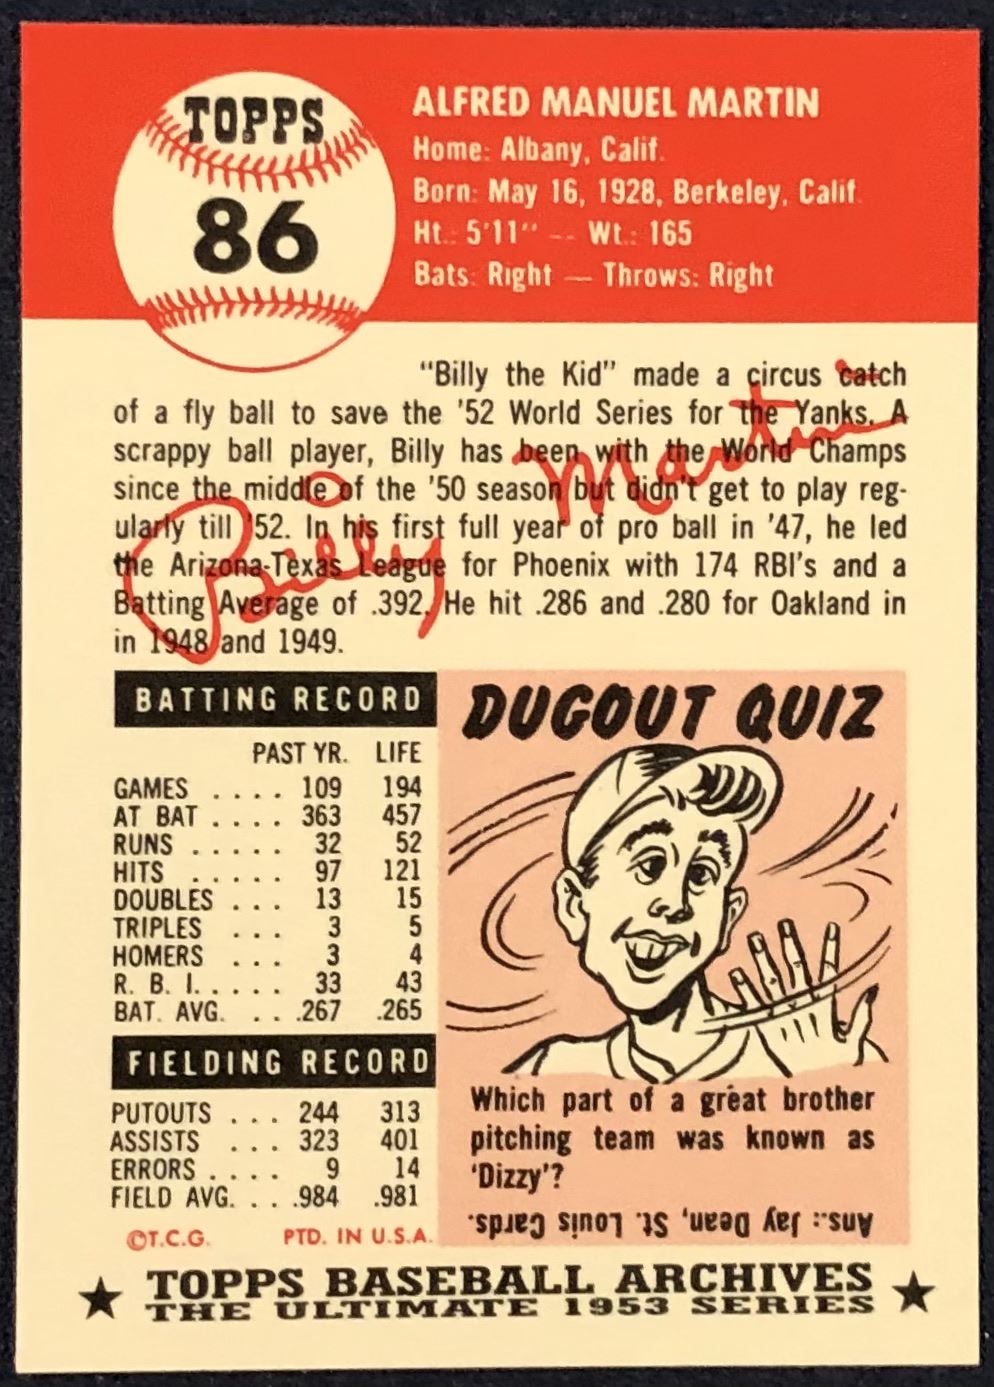 TOPPS
86
ALFRED MANUEL MARTIN
Home: Albany, Calif.
Born: May 16, 1928, Berkeley, Calif.
Ht.: 5'11" -- Wt.: 165
Bats: Right — Throws: Right
"Billy the Kid" made a circus catch
of a fly ball to save the '52 World Series for the Yanks. A
scrappy ball player, Billy has been with the World Champs
since the middle of the '50 season but didn't get to play reg-
ularly till '52. In his first full year of pro ball in '47, he led
the Arizona-Texas League for Phoenix with 174 RBI's and a
Batting Average of .392. He hit .286 and .280 for Oakland in
in 1948 and 1949.
Billy Martin
BATTING RECORD
PAST YR. LIFE
GAMES .... 109 194
AT BAT .... 363 457
RUNS ..... 32 52
HITS ..... 97 121
DOUBLES ... 13 15
TRIPLES ... 3 5
HOMERS ... 3 4
R. B. I. .... 33 43
BAT. AVG. .. .267 .265
FIELDING RECORD
PUTOUTS ... 244 313
ASSISTS .... 323 401
ERRORS .... 9 14
FIELD AVG. ... .984 .981
©T.C.G. PTD. IN U.S.A.
DUGOUT QUIZ
Which part of a great brother
pitching team was known as
'Dizzy'?
Ans.: Jay Dean, St. Louis Cards.
★ TOPPS BASEBALL ARCHIVES ★
THE ULTIMATE 1953 SERIES